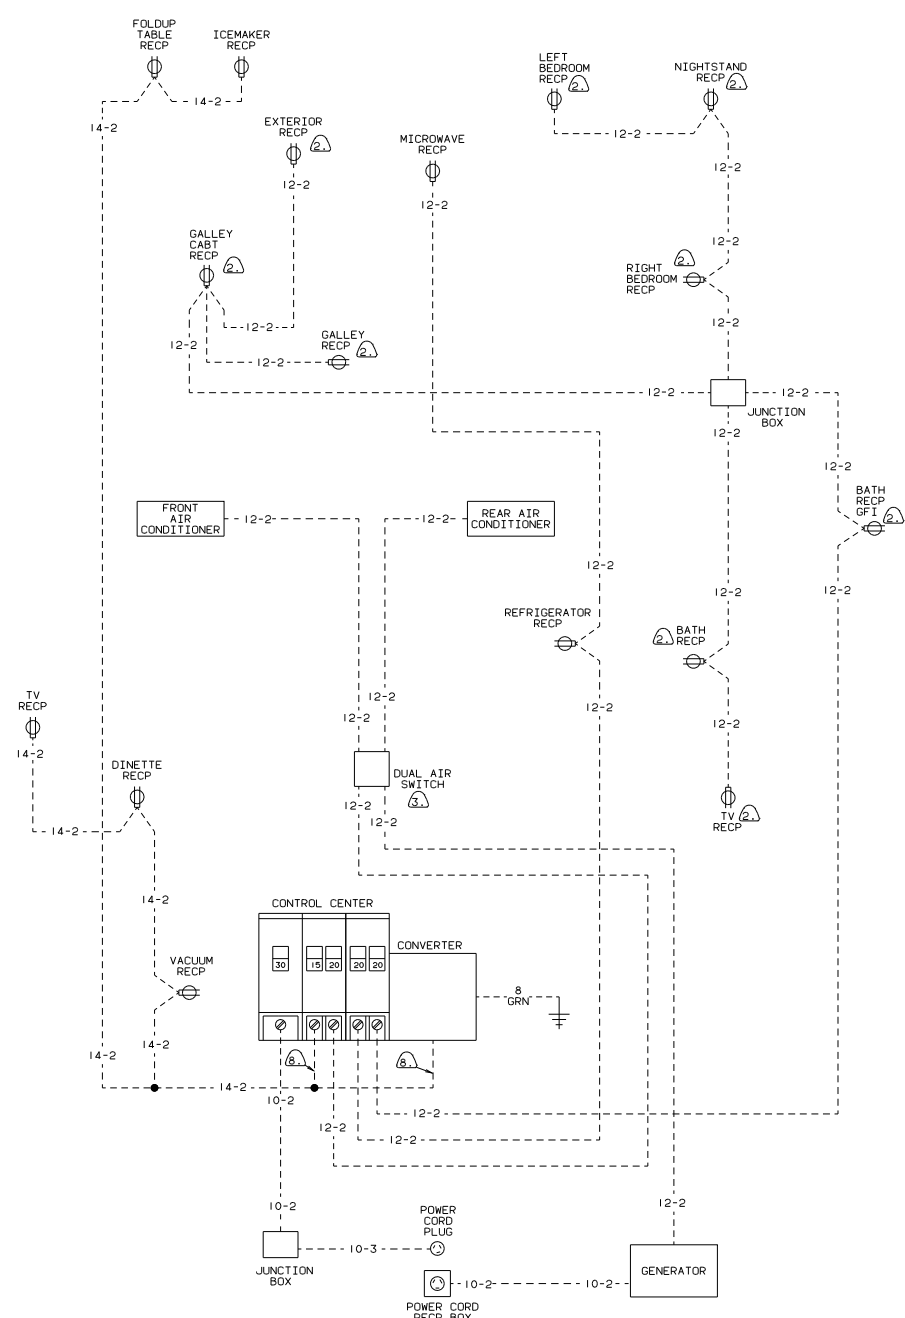 FOLDUP
TABLE
RECP
ICEMAKER
RECP
14-2
14-2
LEFT
BEDROOM
RECP
2.
NIGHTSTAND
RECP
2.
12-2
EXTERIOR
RECP
2.
12-2
MICROWAVE
RECP
12-2
12-2
12-2
GALLEY
CABT
RECP
2.
RIGHT
BEDROOM
RECP
2.
12-2
12-2
12-2
GALLEY
RECP
2.
12-2
12-2
12-2
12-2
JUNCTION
BOX
12-2
12-2
BATH
RECP
GFI
2.
FRONT
AIR
CONDITIONER
12-2
12-2
REAR AIR
CONDITIONER
12-2
12-2
12-2
REFRIGERATOR
RECP
2.
BATH
RECP
12-2
12-2
12-2
12-2
TV
RECP
14-2
DINETTE
RECP
14-2
DUAL AIR
SWITCH
3.
12-2
12-2
TV
RECP
2.
14-2
CONTROL CENTER
30
15
20
20
20
CONVERTER
VACUUM
RECP
8
GRN
14-2
14-2
8.
8.
14-2
10-2
12-2
12-2
12-2
10-2
12-2
POWER
CORD
PLUG
10-3
JUNCTION
BOX
10-2
10-2
GENERATOR
POWER CORD
RECP BOX